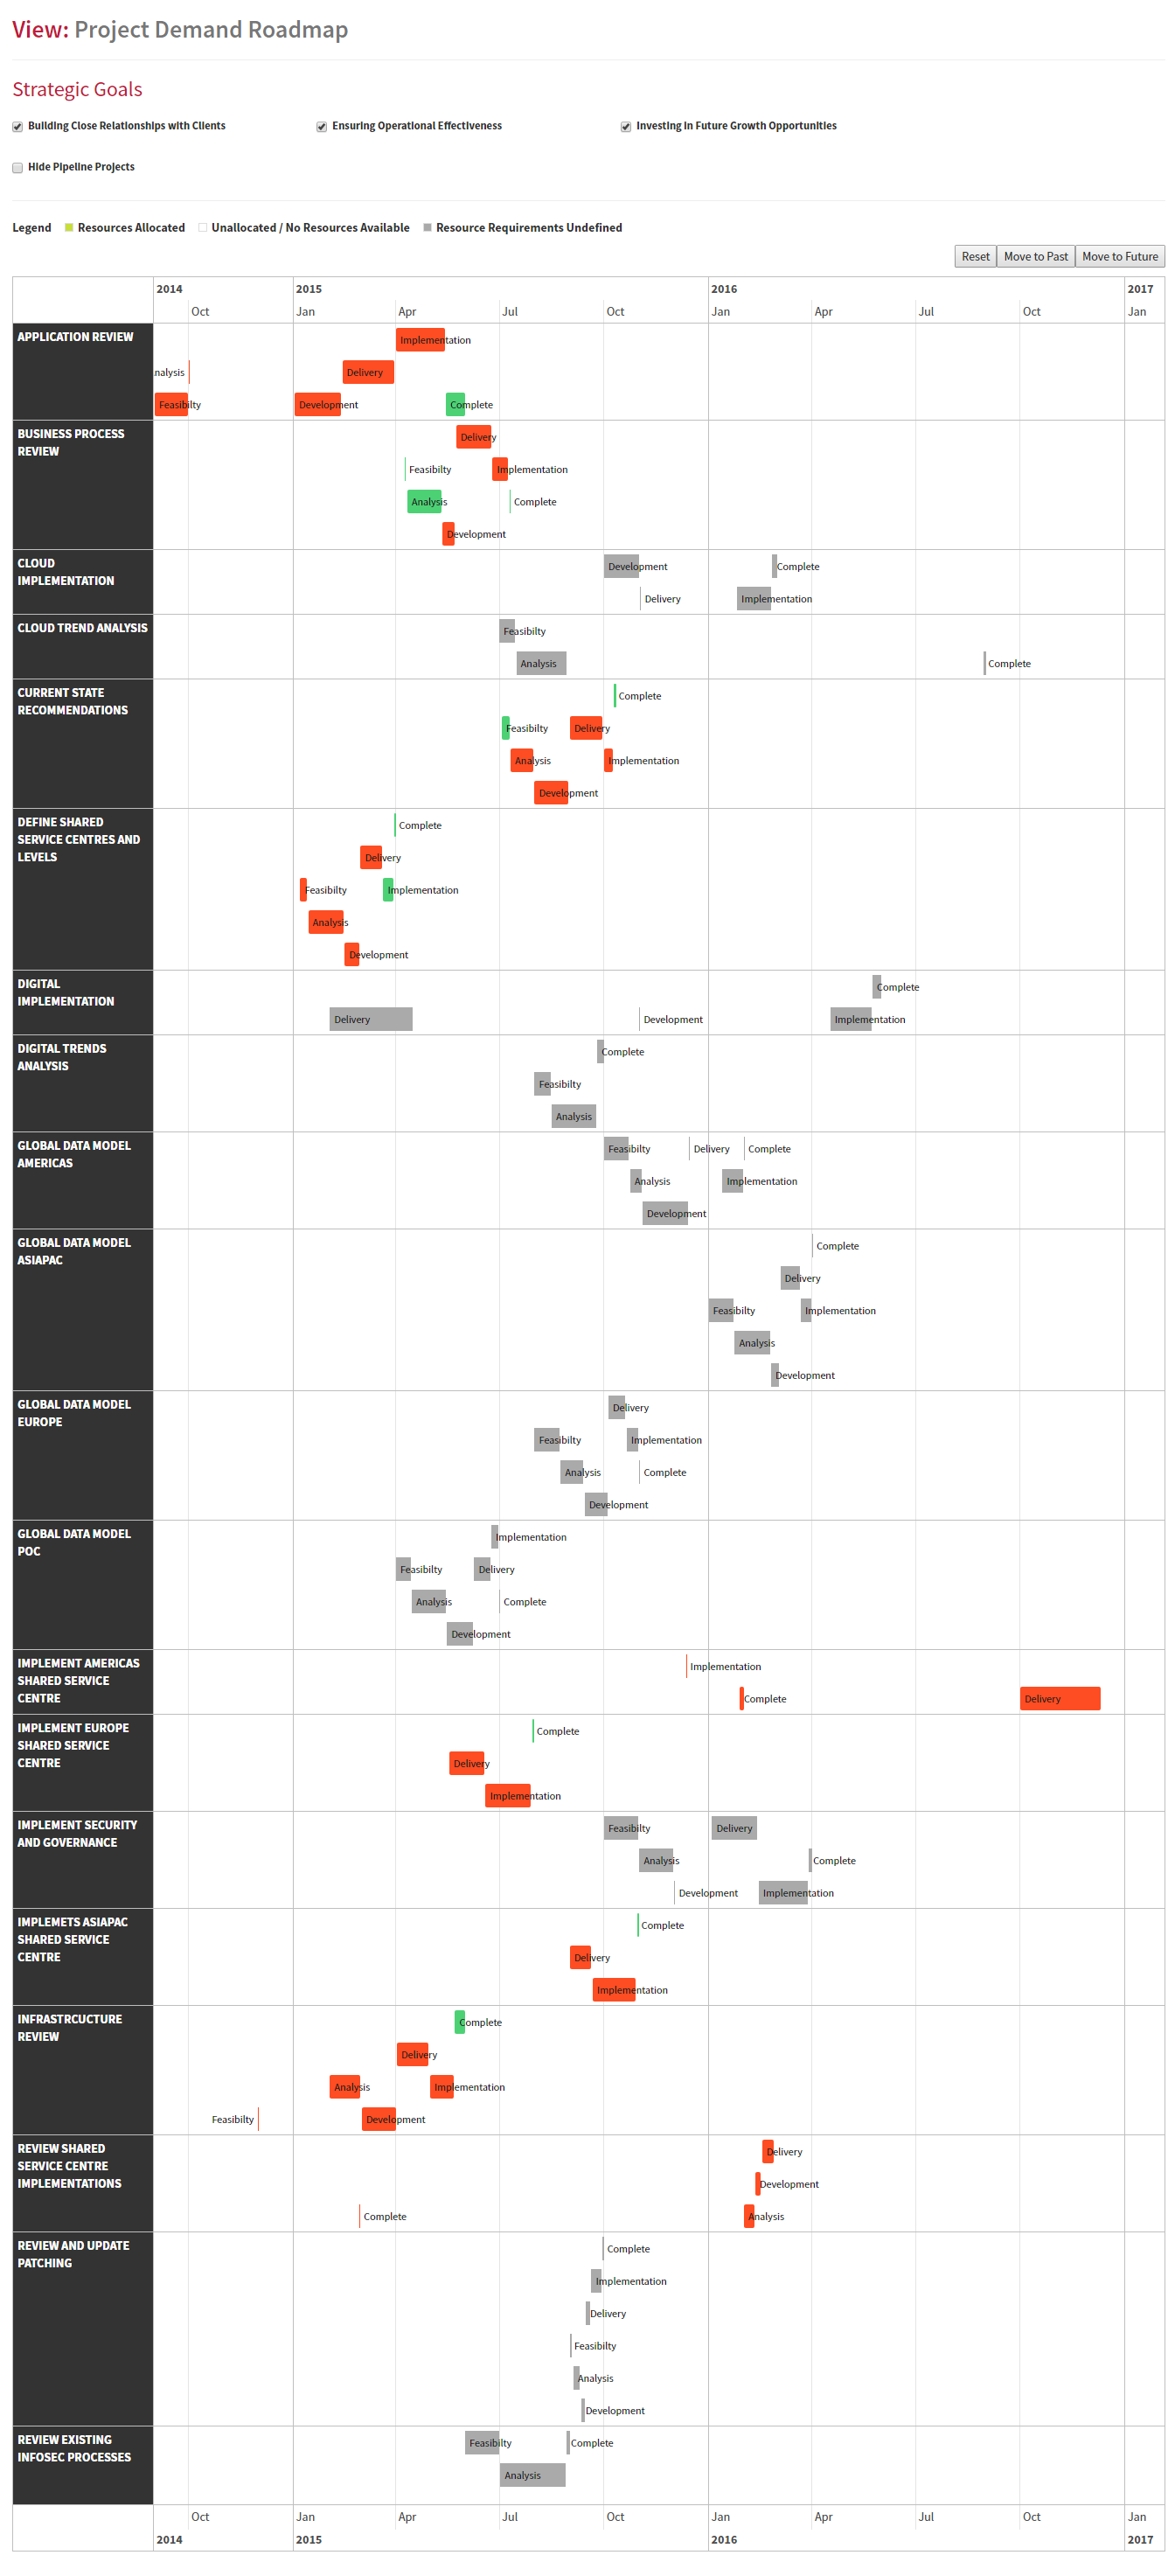 View: Project Demand Roadmap
Strategic Goals
Building Close Relationships with Clients
Ensuring Operational Effectiveness
Investing in Future Growth Opportunities
Hide Pipeline Projects
Legend Resources Allocated Unallocated / No Resources Available Resource Requirements Undefined
Reset Move to Past Move to Future
2014 2015 2016 2017
Oct Jan Apr Jul Oct Jan Apr Jul Oct Jan
APPLICATION REVIEW
Implementation
nalysis Delivery
Feasibilty Development Complete
BUSINESS PROCESS
REVIEW
Delivery
Feasibilty Implementation
Analysis Complete
Development
CLOUD
IMPLEMENTATION
Development Complete
Delivery Implementation
CLOUD TREND ANALYSIS
Feasibilty
Analysis Complete
CURRENT STATE
RECOMMENDATIONS
Complete
Feasibilty Delivery
Analysis Implementation
Development
DEFINE SHARED
SERVICE CENTRES AND
LEVELS
Complete
Delivery
Feasibilty Implementation
Analysis
Development
DIGITAL
IMPLEMENTATION
Complete
Delivery Development Implementation
DIGITAL TRENDS
ANALYSIS
Complete
Feasibilty
Analysis
GLOBAL DATA MODEL
AMERICAS
Feasibilty Delivery Complete
Analysis Implementation
Development
GLOBAL DATA MODEL
ASIAPAC
Complete
Delivery
Feasibilty Implementation
Analysis
Development
GLOBAL DATA MODEL
EUROPE
Delivery
Feasibilty Implementation
Analysis Complete
Development
GLOBAL DATA MODEL
POC
Implementation
Feasibilty Delivery
Analysis Complete
Development
IMPLEMENT AMERICAS
SHARED SERVICE
CENTRE
Implementation
Complete Delivery
IMPLEMENT EUROPE
SHARED SERVICE
CENTRE
Complete
Delivery
Implementation
IMPLEMENT SECURITY
AND GOVERNANCE
Feasibilty Delivery
Analysis Complete
Development Implementation
IMPLEMETS ASIAPAC
SHARED SERVICE
CENTRE
Complete
Delivery
Implementation
INFRASTRCUCTURE
REVIEW
Complete
Delivery
Analysis Implementation
Feasibilty Development
REVIEW SHARED
SERVICE CENTRE
IMPLEMENTATIONS
Delivery
Development
Complete Analysis
REVIEW AND UPDATE
PATCHING
Complete
Implementation
Delivery
Feasibilty
Analysis
Development
REVIEW EXISTING
INFOSEC PROCESSES
Feasibilty Complete
Analysis
Oct Jan Apr Jul Oct Jan Apr Jul Oct Jan
2014 2015 2016 2017